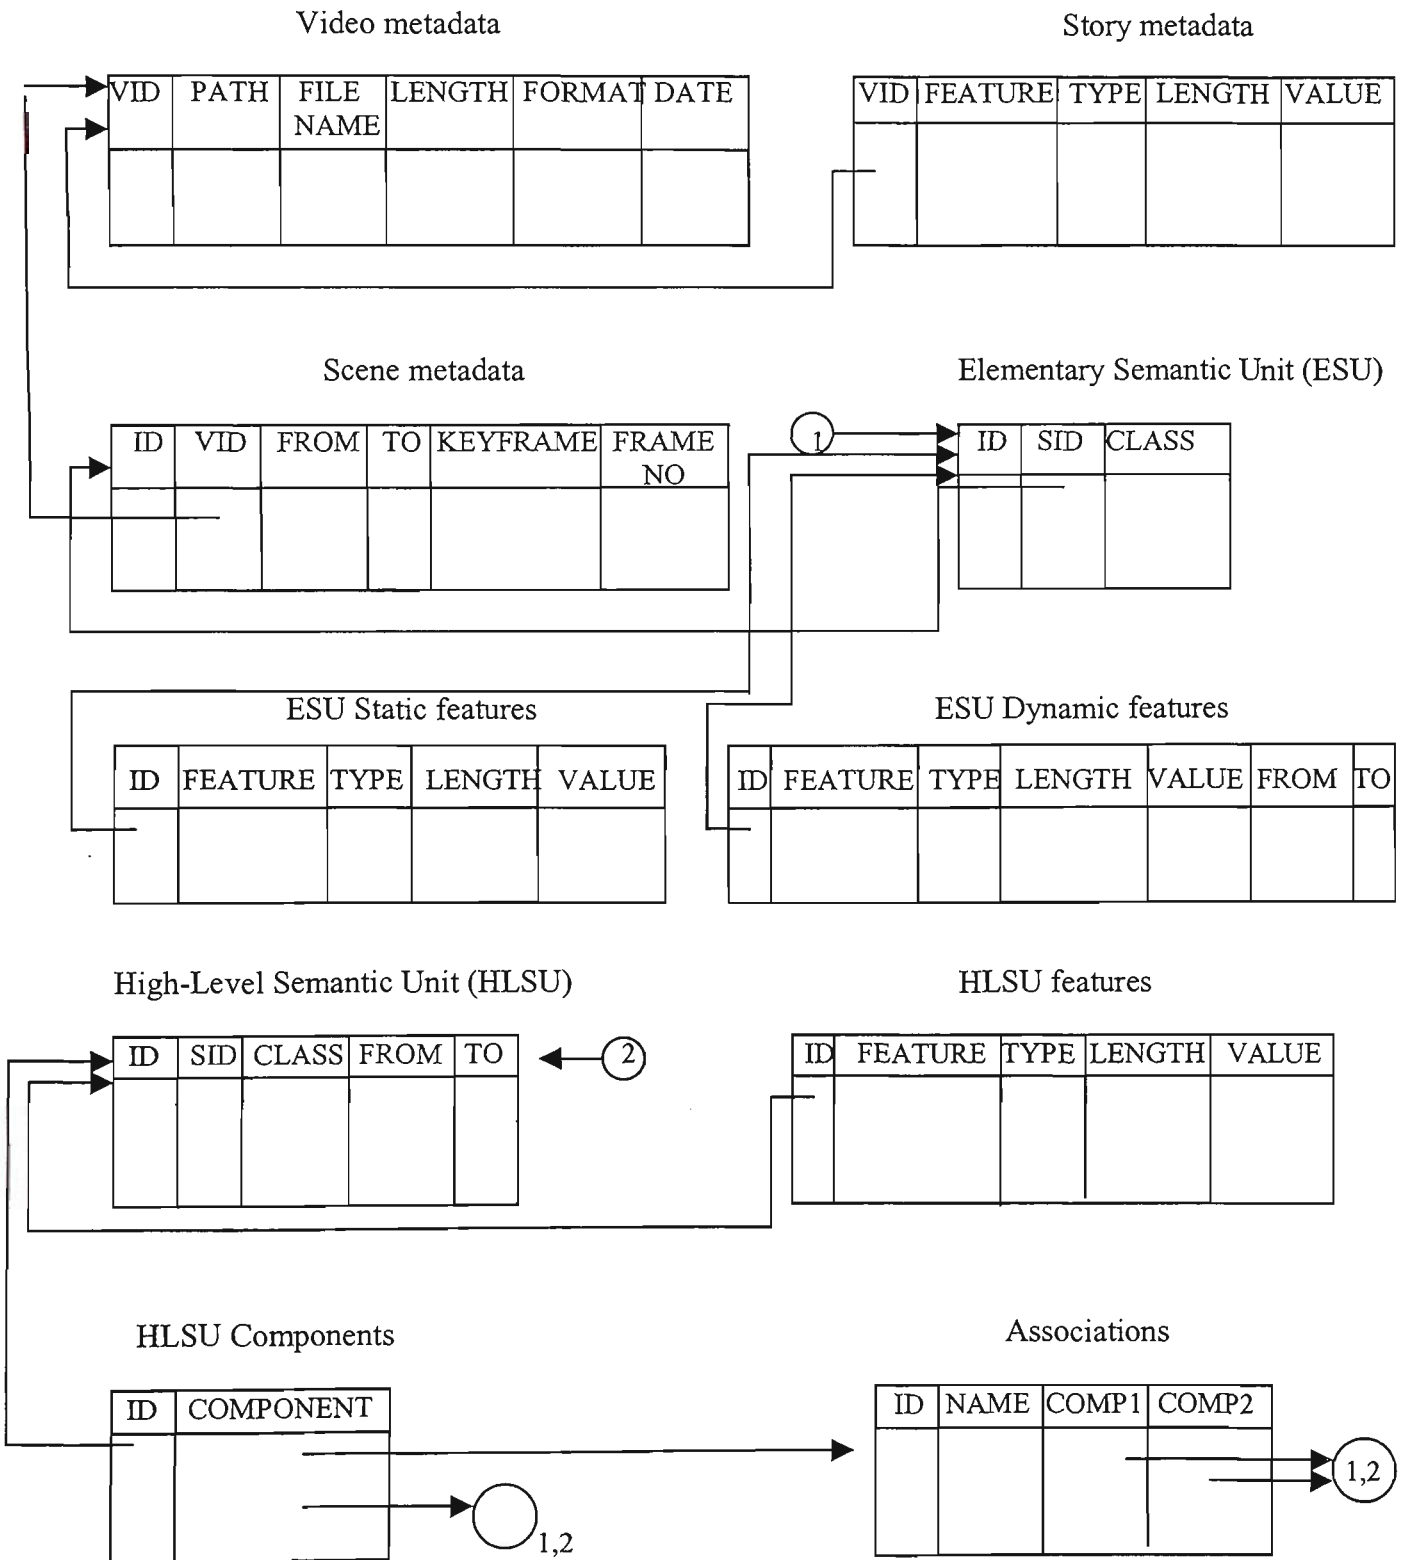 Video metadata
Story metadata
VID PATH FILE NAME LENGTH FORMAT DATE
VID FEATURE TYPE LENGTH VALUE
Scene metadata
Elementary Semantic Unit (ESU)
ID VID FROM TO KEYFRAME FRAME NO
1
ID SID CLASS
ESU Static features
ESU Dynamic features
ID FEATURE TYPE LENGTH VALUE
ID FEATURE TYPE LENGTH VALUE FROM TO
High-Level Semantic Unit (HLSU)
HLSU features
ID SID CLASS FROM TO
2
ID FEATURE TYPE LENGTH VALUE
HLSU Components
Associations
ID COMPONENT
ID NAME COMP1 COMP2
1,2
1,2